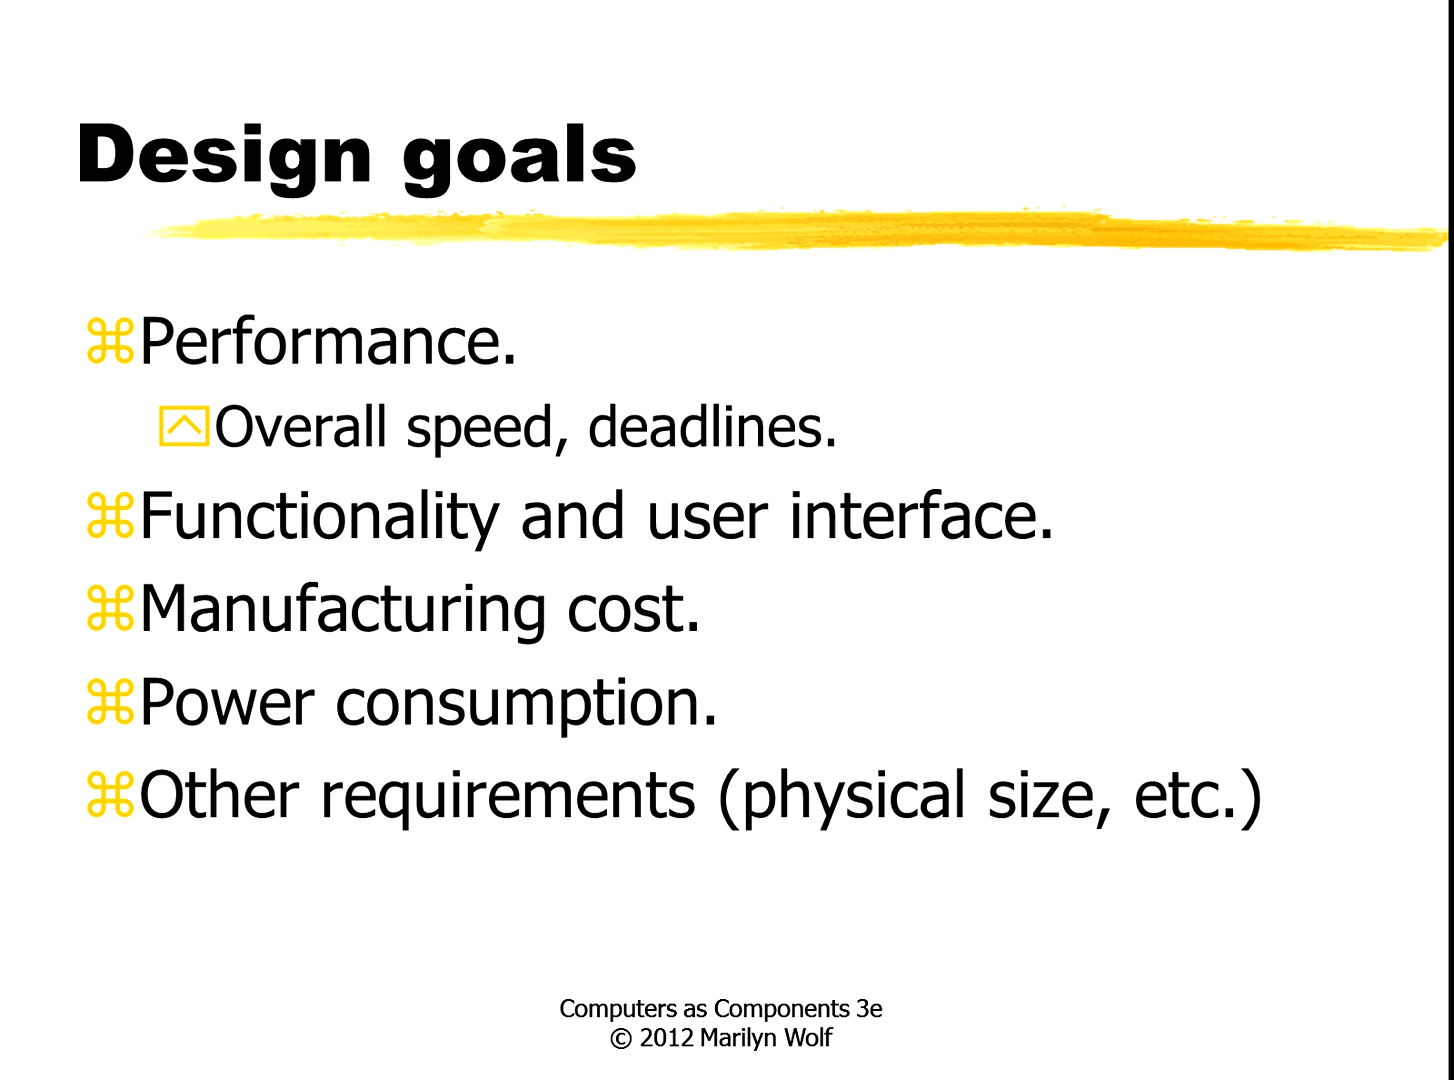 Design goals
⌘Performance.
Overall speed, deadlines.
⌘Functionality and user interface.
⌘Manufacturing cost.
⌘Power consumption.
⌘Other requirements (physical size, etc.)
Computers as Components 3e
© 2012 Marilyn Wolf